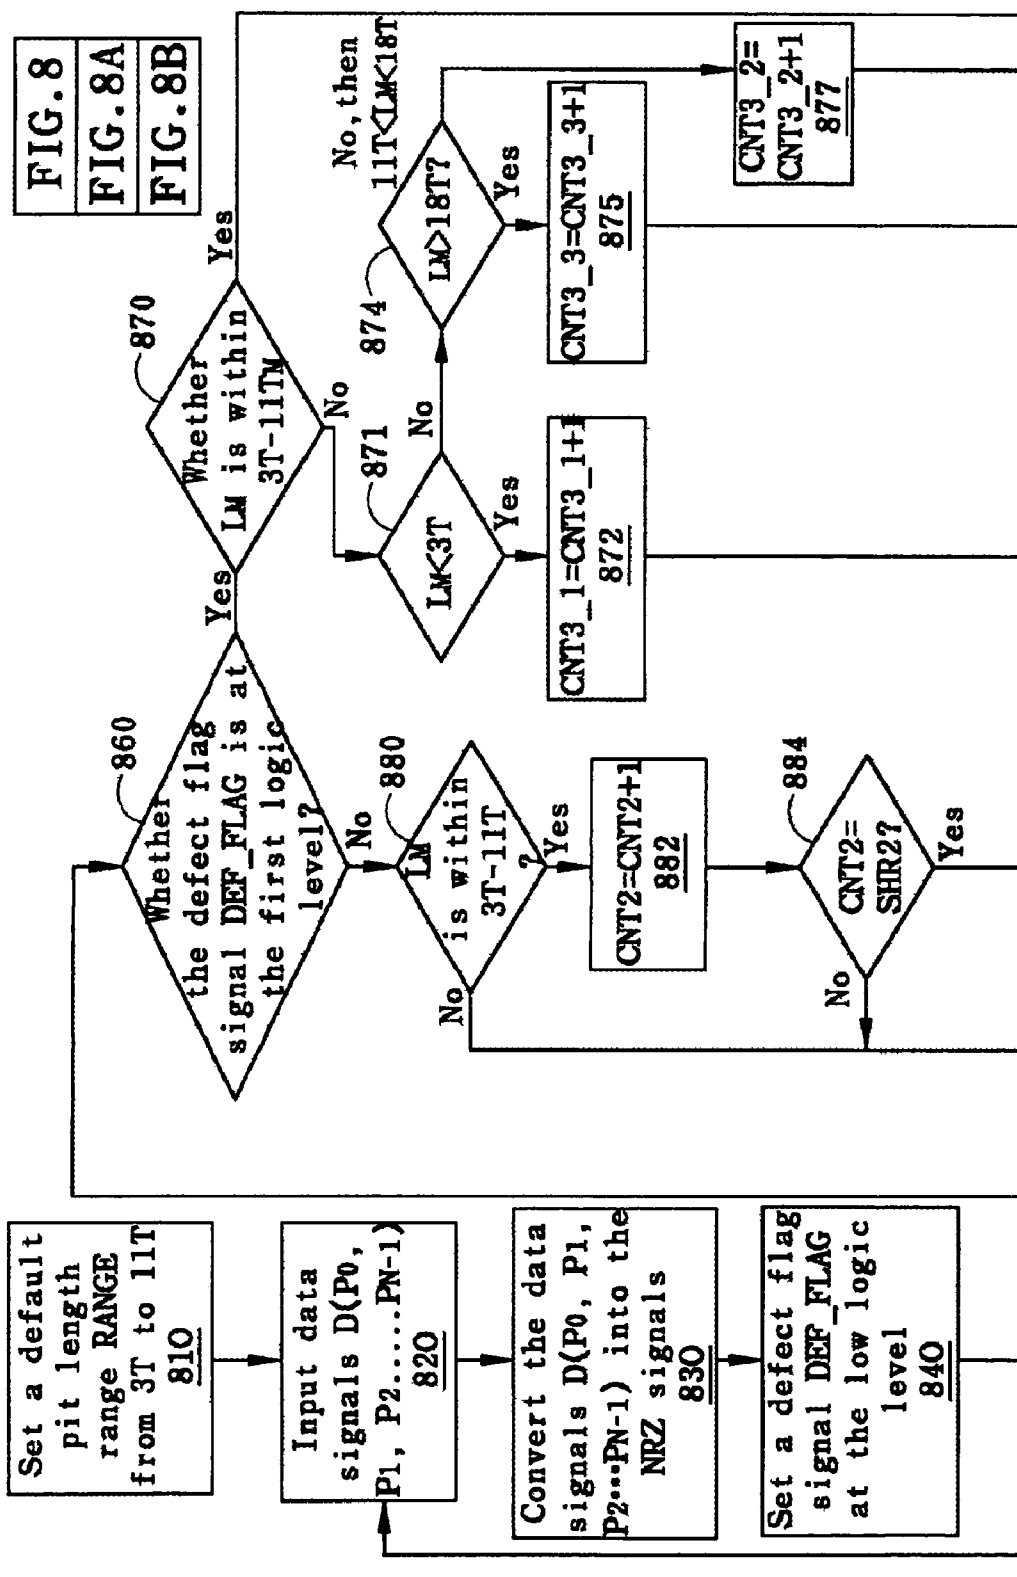 FIG.8
FIG.8A
FIG.8B
Set a default
pit length
range RANGE
from 3T to 11T
810
Input data
signals D(P0,
P1, P2......PN-1)
820
Convert the data
signals D(P0, P1,
P2•••PN-1) into the
NRZ signals
830
Set a defect flag
signal DEF_FLAG
at the low logic
level
840
860
Whether
the defect flag
signal DEF_FLAG is at
the first logic
level?
Yes
No
880
LM
is within
3T-11T
?
No
Yes
CNT2=CNT2+1
882
884
CNT2=
SHR2?
No
Yes
870
Whether
LM is within
3T-11TM
Yes
No
871
LM<3T
No
Yes
CNT3_1=CNT3_1+1
872
874
LM>18T?
No, then
11T<LM<18T
Yes
CNT3_3=CNT3_3+1
875
CNT3_2=
CNT3_2+1
877